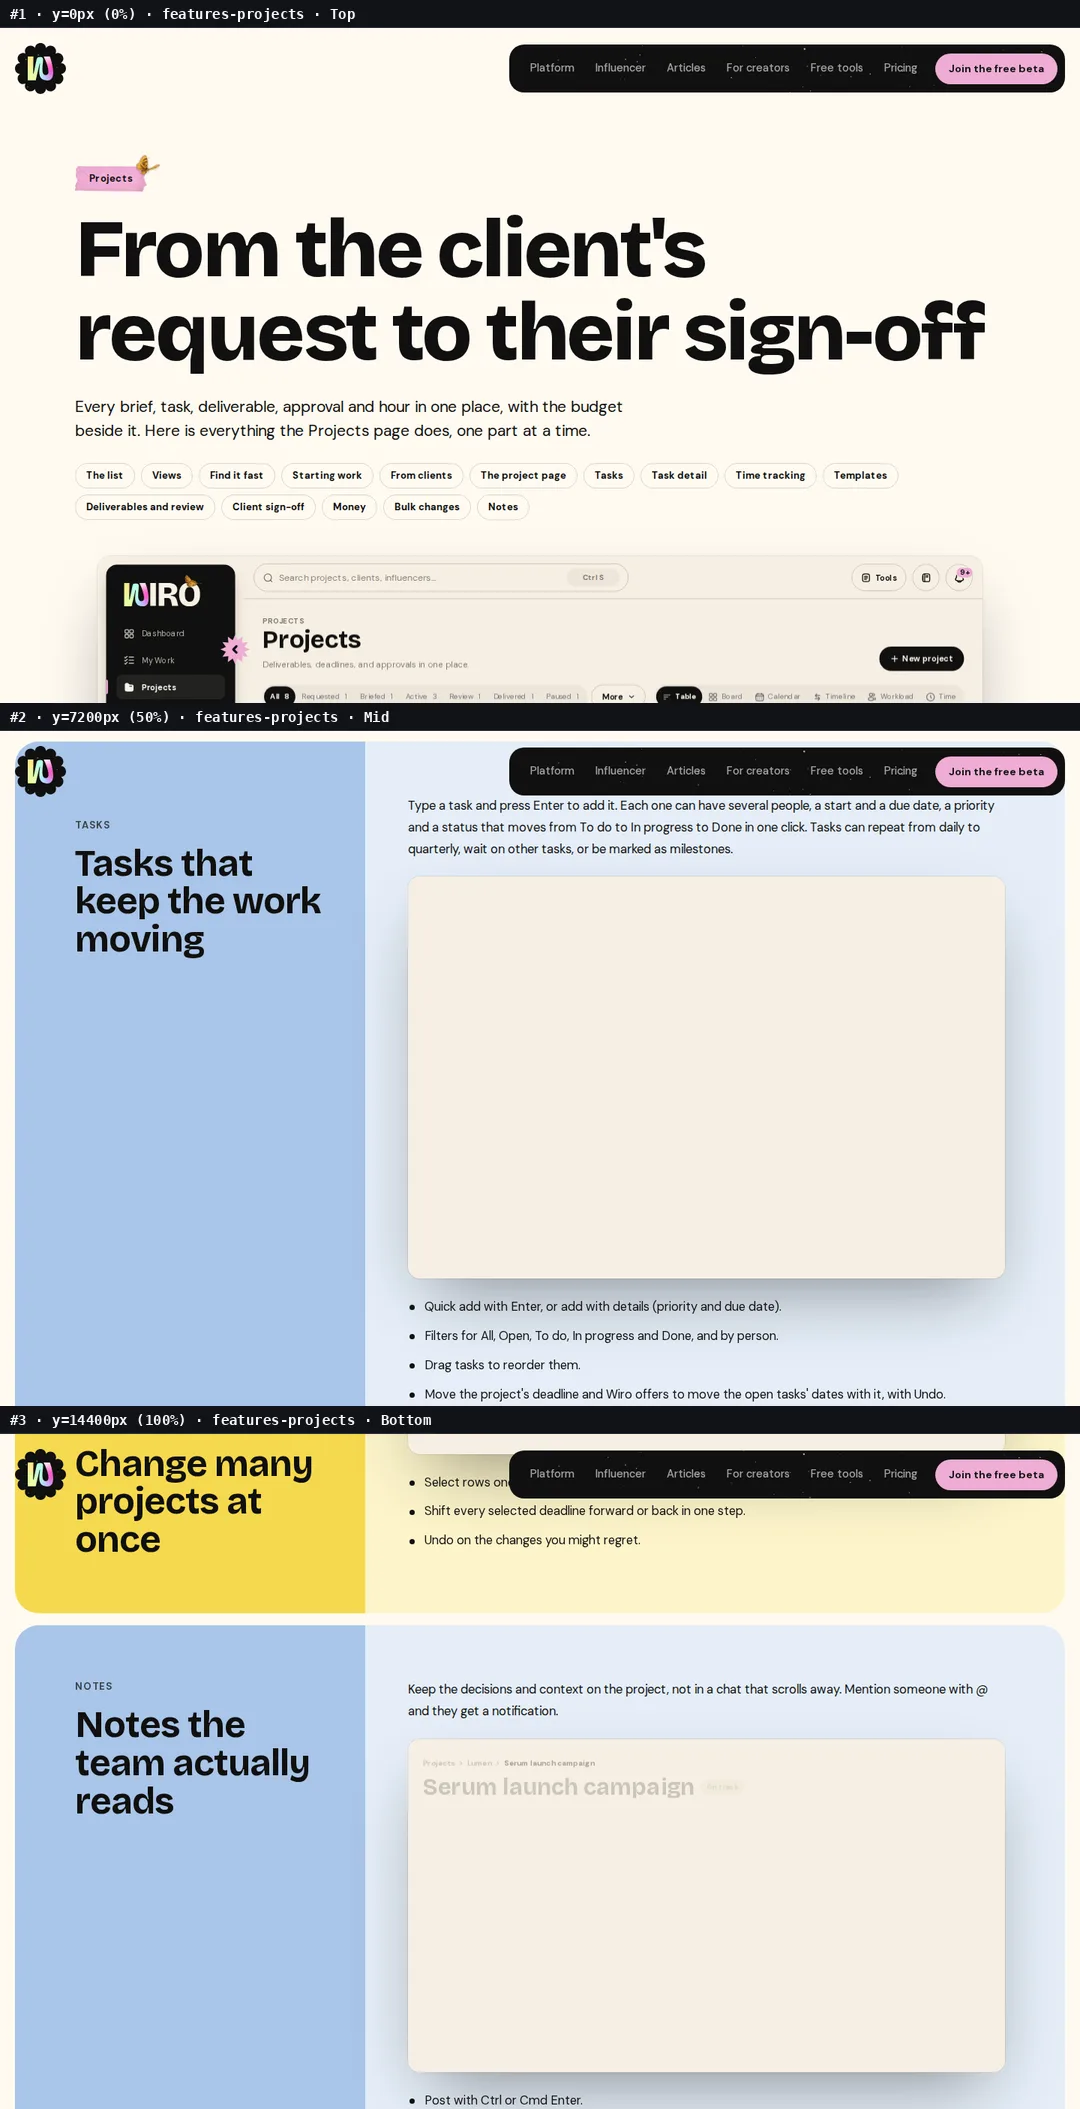 #1 · y=0px (0%) · features-projects · Top
W
Platform Influencer Articles For creators Free tools Pricing Join the free beta
Projects
From the client's
request to their sign-off
Every brief, task, deliverable, approval and hour in one place, with the budget
beside it. Here is everything the Projects page does, one part at a time.
The list Views Find it fast Starting work From clients The project page Tasks Task detail Time tracking Templates
Deliverables and review Client sign-off Money Bulk changes Notes
WIRO
Search projects, clients, influencers... Ctrl S
Tools 9+
Dashboard
My Work
Projects
PROJECTS
Projects
Deliverables, deadlines, and approvals in one place.
+ New project
All 8 Requested 1 Briefed 1 Active 3 Review 1 Delivered 1 Paused 1 More Table Board Calendar Timeline Workload Time
#2 · y=7200px (50%) · features-projects · Mid
W
Platform Influencer Articles For creators Free tools Pricing Join the free beta
TASKS
Tasks that
keep the work
moving
Type a task and press Enter to add it. Each one can have several people, a start and a due date, a priority
and a status that moves from To do to In progress to Done in one click. Tasks can repeat from daily to
quarterly, wait on other tasks, or be marked as milestones.
Quick add with Enter, or add with details (priority and due date).
Filters for All, Open, To do, In progress and Done, and by person.
Drag tasks to reorder them.
Move the project's deadline and Wiro offers to move the open tasks' dates with it, with Undo.
#3 · y=14400px (100%) · features-projects · Bottom
W
Platform Influencer Articles For creators Free tools Pricing Join the free beta
Change many
projects at
once
Select rows
Shift every selected deadline forward or back in one step.
Undo on the changes you might regret.
NOTES
Notes the
team actually
reads
Keep the decisions and context on the project, not in a chat that scrolls away. Mention someone with @
and they get a notification.
Projects / Lumen / Serum launch campaign
Serum launch campaign
Post with Ctrl or Cmd Enter.